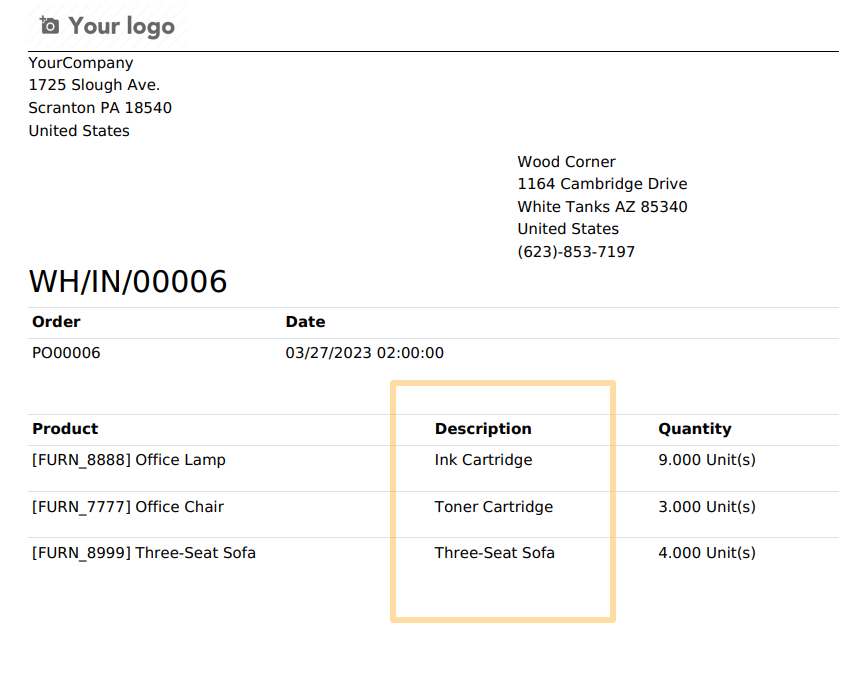 Your logo
YourCompany
1725 Slough Ave.
Scranton PA 18540
United States
Wood Corner
1164 Cambridge Drive
White Tanks AZ 85340
United States
(623)-853-7197
WH/IN/00006
Order Date
PO00006 03/27/2023 02:00:00
Product Description Quantity
[FURN_8888] Office Lamp Ink Cartridge 9.000 Unit(s)
[FURN_7777] Office Chair Toner Cartridge 3.000 Unit(s)
[FURN_8999] Three-Seat Sofa Three-Seat Sofa 4.000 Unit(s)